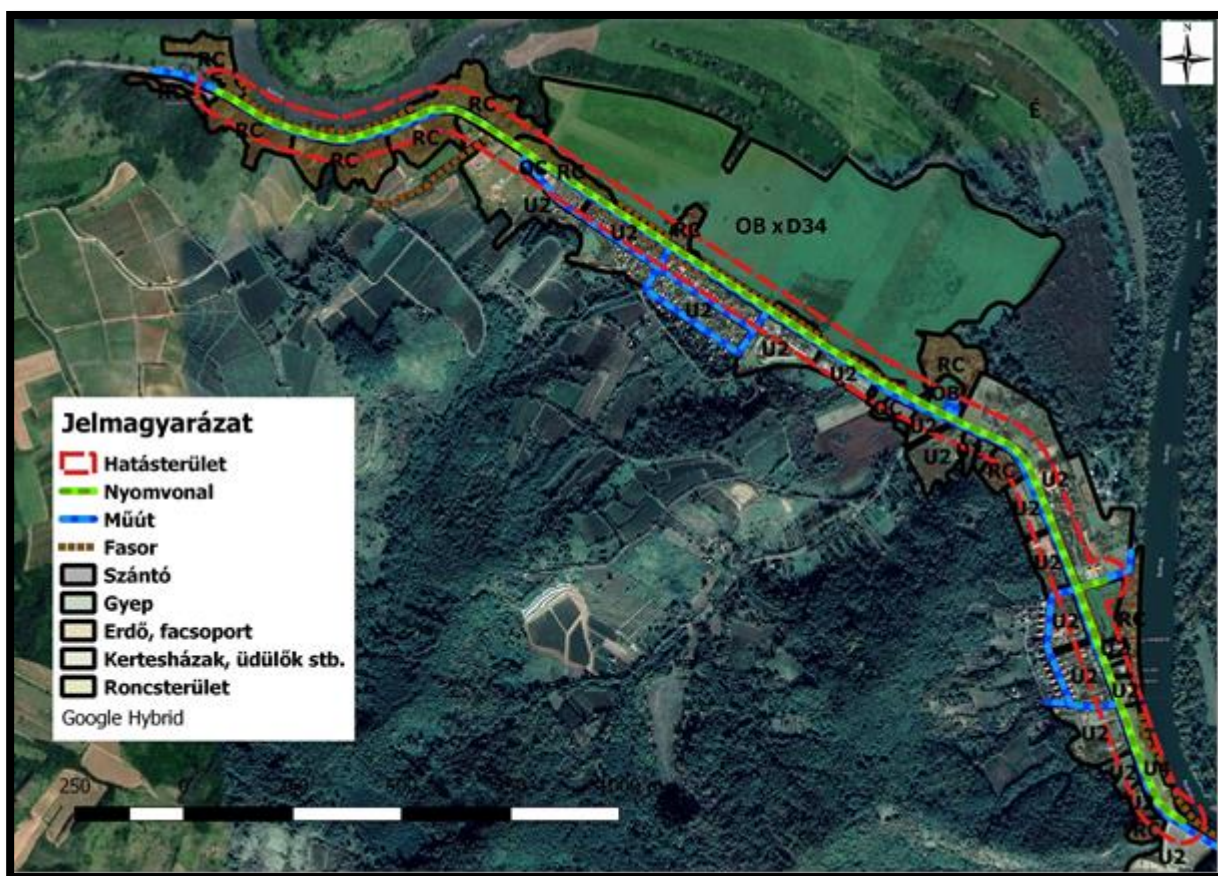 N
RC
RC
RC
RC
RC
É
RC
OC
RC
U2
U2
RC
OB x D34
U2
U2
U2
RC
OB
OC
U2
U2
RC
U2
U2
U2
U2
RC
U2
U2
U2
U2
RC
U2
Jelmagyarázat
Hatásterület
Nyomvonal
Műút
Fasor
Szántó
Gyep
Erdő, facsoport
Kertesházak, üdülők stb.
Roncsterület
Google Hybrid
250
1000 m